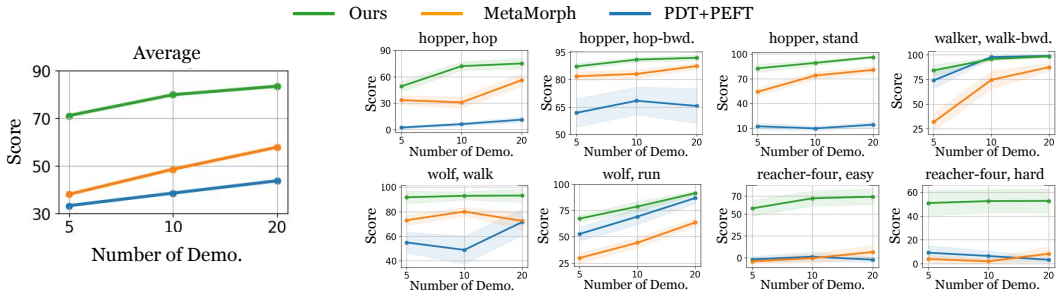 Ours MetaMorph PDT+PEFT
Average
Score
90
70
50
30
5 10 20
Number of Demo.
hopper, hop
Score
90
60
30
0
5 10 20
Number of Demo.
hopper, hop-bwd.
Score
95
80
65
50
5 10 20
Number of Demo.
hopper, stand
Score
100
70
40
10
5 10 20
Number of Demo.
walker, walk-bwd.
Score
100
75
50
25
5 10 20
Number of Demo.
wolf, walk
Score
100
80
60
40
5 10 20
Number of Demo.
wolf, run
Score
100
75
50
25
5 10 20
Number of Demo.
reacher-four, easy
Score
75
50
25
0
5 10 20
Number of Demo.
reacher-four, hard
Score
60
40
20
0
5 10 20
Number of Demo.